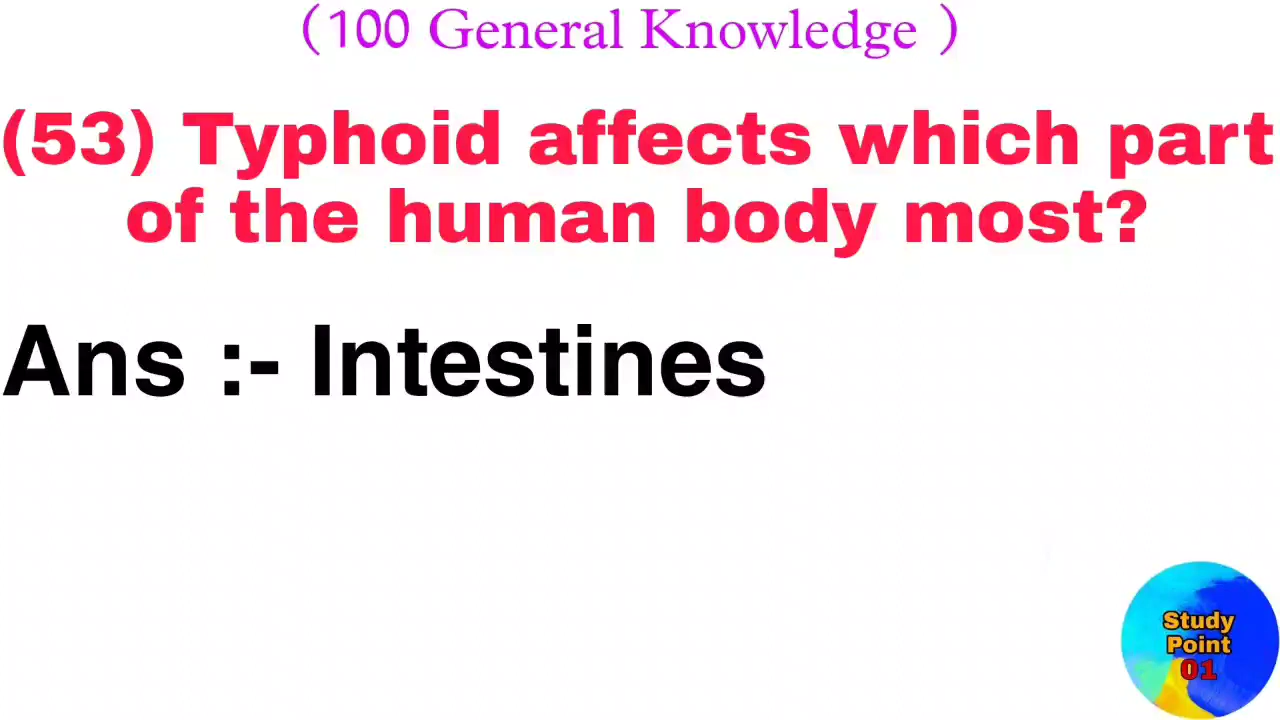 (100 General Knowledge )
(53) Typhoid affects which part
of the human body most?
Ans :- Intestines
Study
Point
01